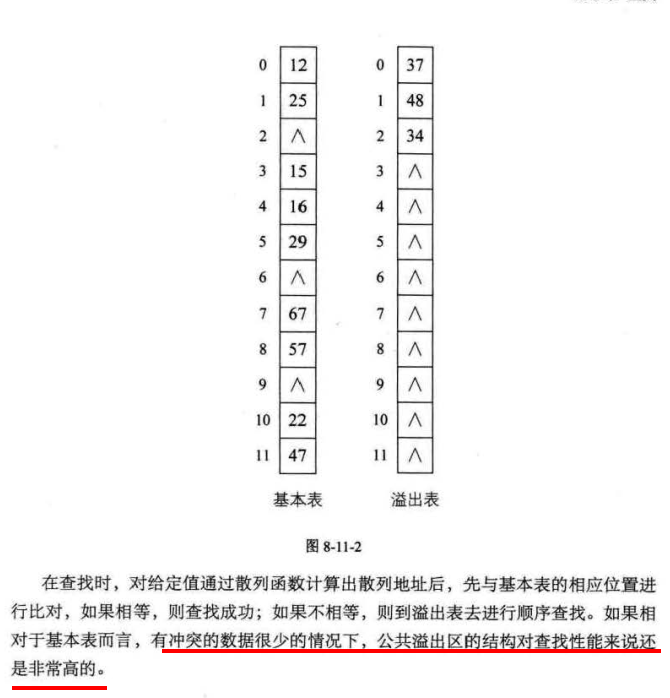 0 12 0 37
1 25 1 48
2 ∧ 2 34
3 15 3 ∧
4 16 4 ∧
5 29 5 ∧
6 ∧ 6 ∧
7 67 7 ∧
8 57 8 ∧
9 ∧ 9 ∧
10 22 10 ∧
11 47 11 ∧
基本表 溢出表
图 8-11-2
在查找时，对给定值通过散列函数计算出散列地址后，先与基本表的相应位置进
行比对，如果相等，则查找成功；如果不相等，则到溢出表去进行顺序查找。如果相
对于基本表而言，有冲突的数据很少的情况下，公共溢出区的结构对查找性能来说还
是非常高的。